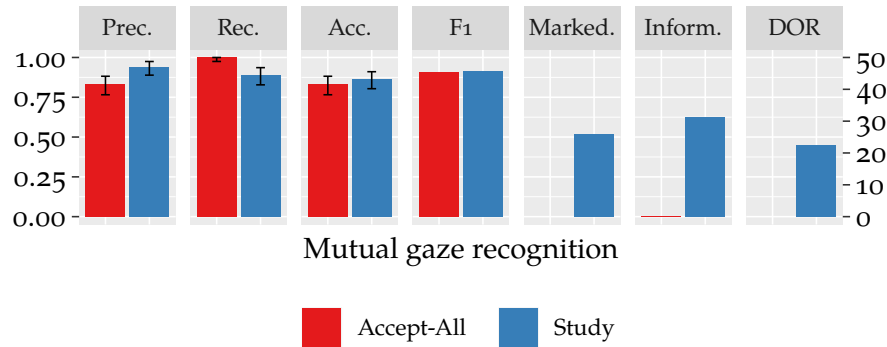 Prec. Rec. Acc. F1 Marked. Inform. DOR
1.00 50
0.75 40
0.50 30
0.25 20
0.00 10
0
Mutual gaze recognition
Accept-All Study